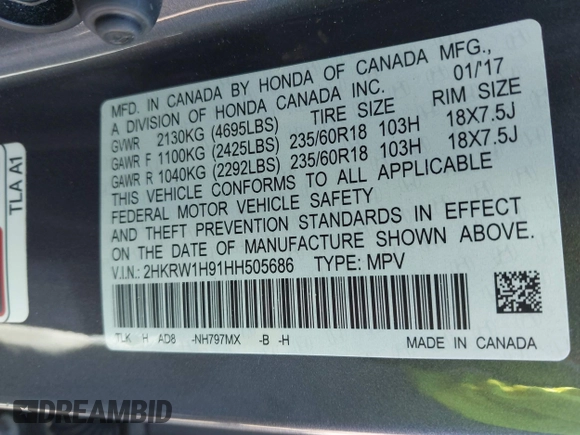 MFD. IN CANADA BY HONDA OF CANADA MFG.,
A DIVISION OF HONDA CANADA INC. 01/'17
GVWR 2130KG (4695LBS) TIRE SIZE RIM SIZE
GAWR F 1100KG (2425LBS) 235/60R18 103H 18X7.5J
GAWR R 1040KG (2292LBS) 235/60R18 103H 18X7.5J
THIS VEHICLE CONFORMS TO ALL APPLICABLE
FEDERAL MOTOR VEHICLE SAFETY
AND THEFT PREVENTION STANDARDS IN EFFECT
ON THE DATE OF MANUFACTURE SHOWN ABOVE.
V.I.N.: 2HKRW1H91HH505686 TYPE: MPV
TLK H AD8 -NH797MX -B -H
MADE IN CANADA
TLA A1
DREAMBID